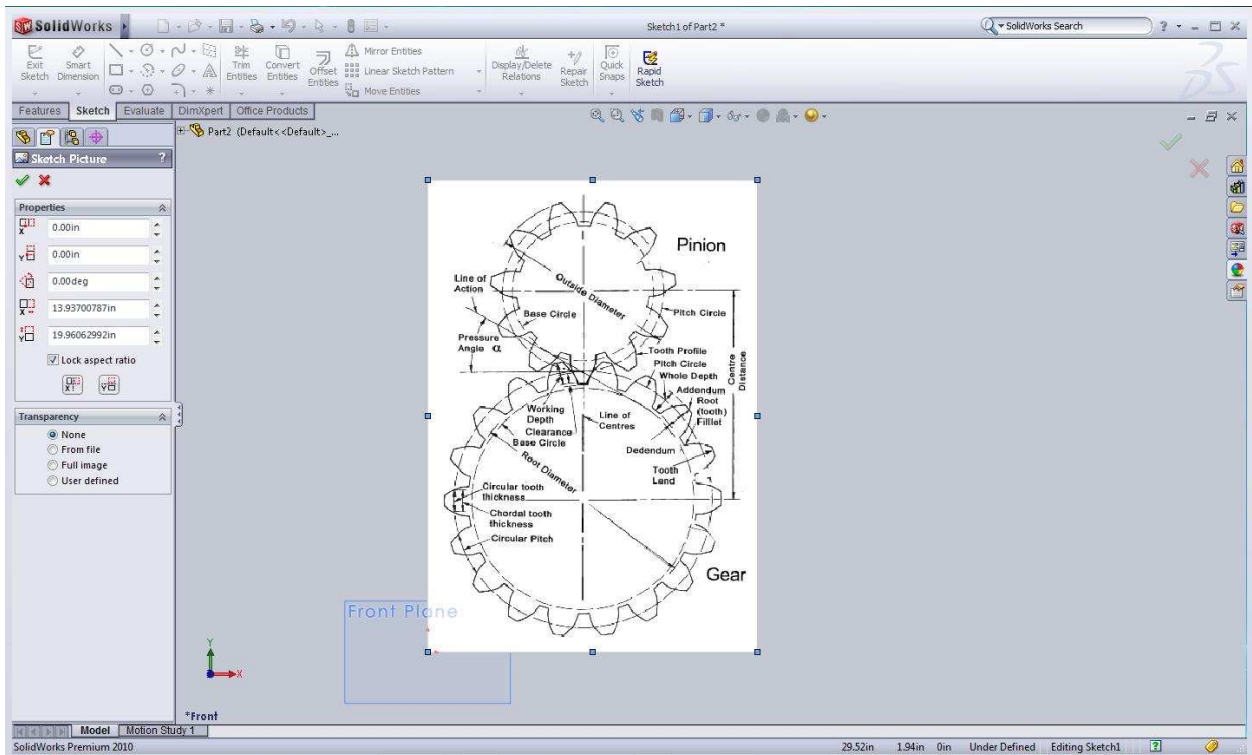 SolidWorks
Sketch1 of Part2 *
SolidWorks Search
Exit Sketch
Smart Dimension
Trim Entities
Convert Entities
Offset Entities
Mirror Entities
Linear Sketch Pattern
Move Entities
Display/Delete Relations
Repair Sketch
Quick Snaps
Rapid Sketch
Features Sketch Evaluate DimXpert Office Products
Part2 (Default<<Default>_...
Sketch Picture ?
Properties
0.00in
0.00in
0.00deg
13.93700787in
19.96062992in
Lock aspect ratio
Transparency
None
From file
Full image
User defined
Pinion
Line of
Action
Outside Diameter
Base Circle
Pitch Circle
Pressure
Angle α
Tooth Profile
Pitch Circle
Whole Depth
Centre
Distance
Addendum
Root
(tooth)
Fillet
Working
Depth
Clearance
Base Circle
Line of
Centres
Dedendum
Root Diameter
Tooth
Land
Circular tooth
thickness
Chordal tooth
thickness
Circular Pitch
Gear
Front Plane
Y
X
*Front
Model Motion Study 1
SolidWorks Premium 2010
29.52in 1.94in 0in Under Defined Editing Sketch1